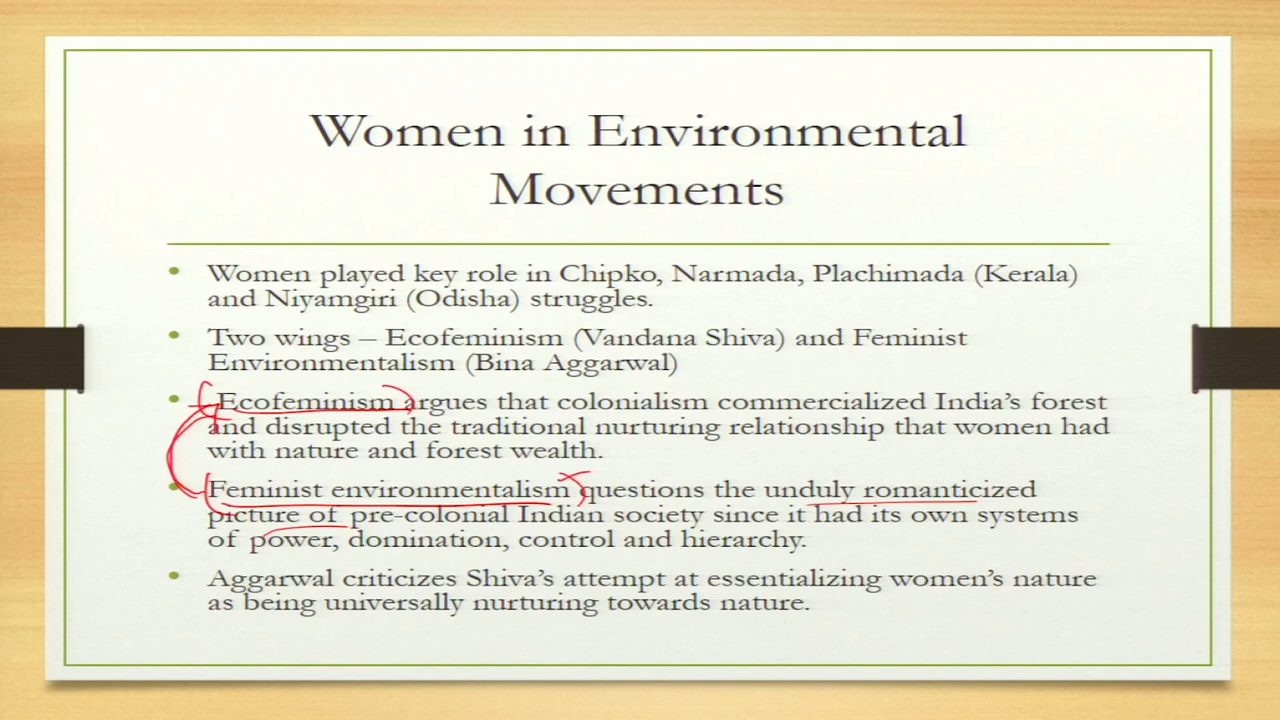 Women in Environmental
Movements
• Women played key role in Chipko, Narmada, Plachimada (Kerala)
and Niyamgiri (Odisha) struggles.
• Two wings – Ecofeminism (Vandana Shiva) and Feminist
Environmentalism (Bina Aggarwal)
• Ecofeminism argues that colonialism commercialized India's forest
and disrupted the traditional nurturing relationship that women had
with nature and forest wealth.
• Feminist environmentalism questions the unduly romanticized
picture of pre-colonial Indian society since it had its own systems
of power, domination, control and hierarchy.
• Aggarwal criticizes Shiva's attempt at essentializing women's nature
as being universally nurturing towards nature.